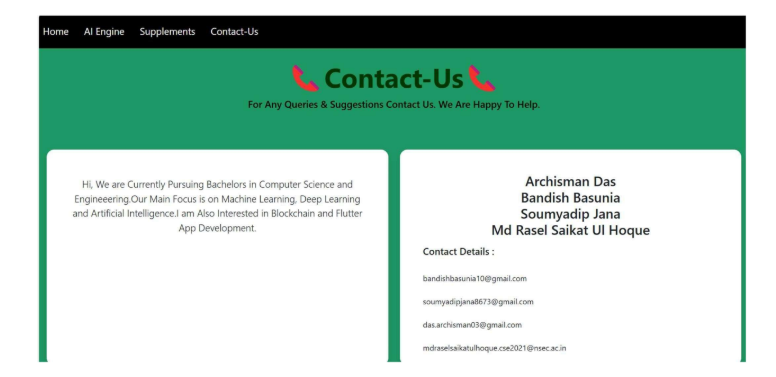 Home AI Engine Supplements Contact-Us
Contact-Us
For Any Queries & Suggestions Contact Us. We Are Happy To Help.
Hi, We are Currently Pursuing Bachelors in Computer Science and
Engineeering.Our Main Focus is on Machine Learning, Deep Learning
and Artificial Intelligence.I am Also Interested in Blockchain and Flutter
App Development.
Archisman Das
Bandish Basunia
Soumyadip Jana
Md Rasel Saikat Ul Hoque
Contact Details :
bandishbasunia10@gmail.com
soumyadipjana8673@gmail.com
das.archisman03@gmail.com
mdraselsaikatulhoque.cse2021@nsec.ac.in